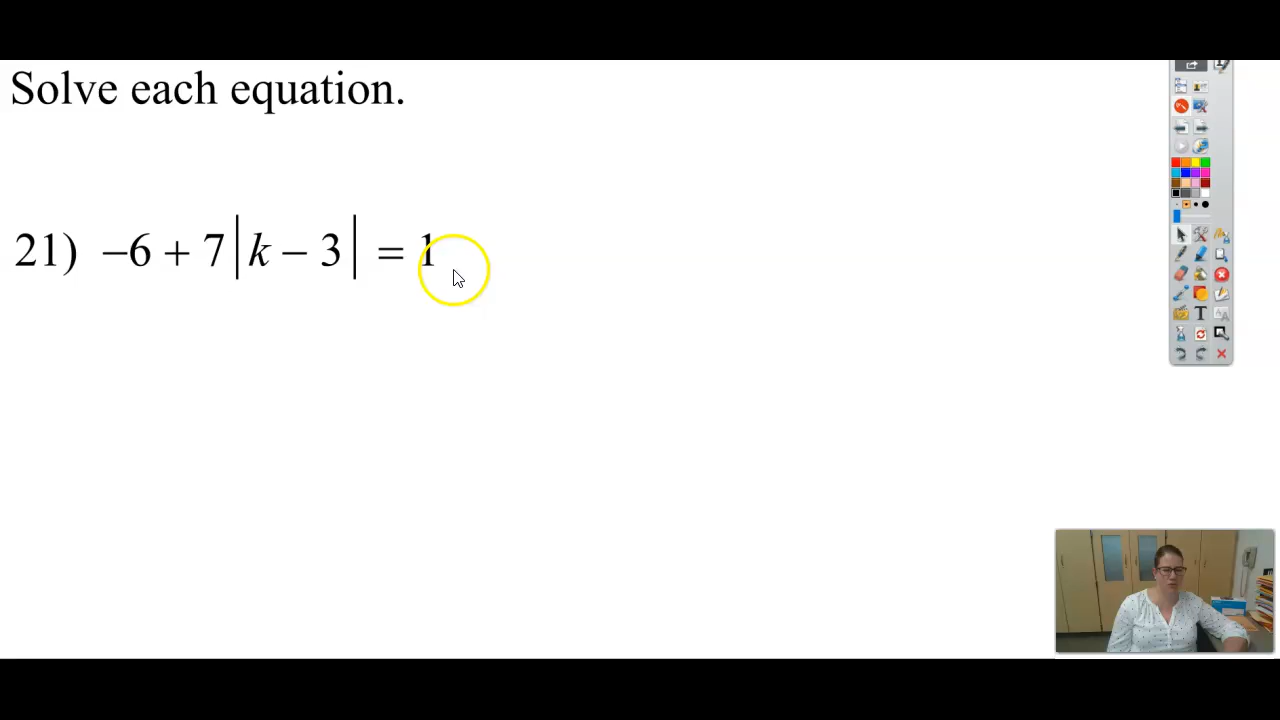 Solve each equation.
21) −6 + 7|k − 3| = 1